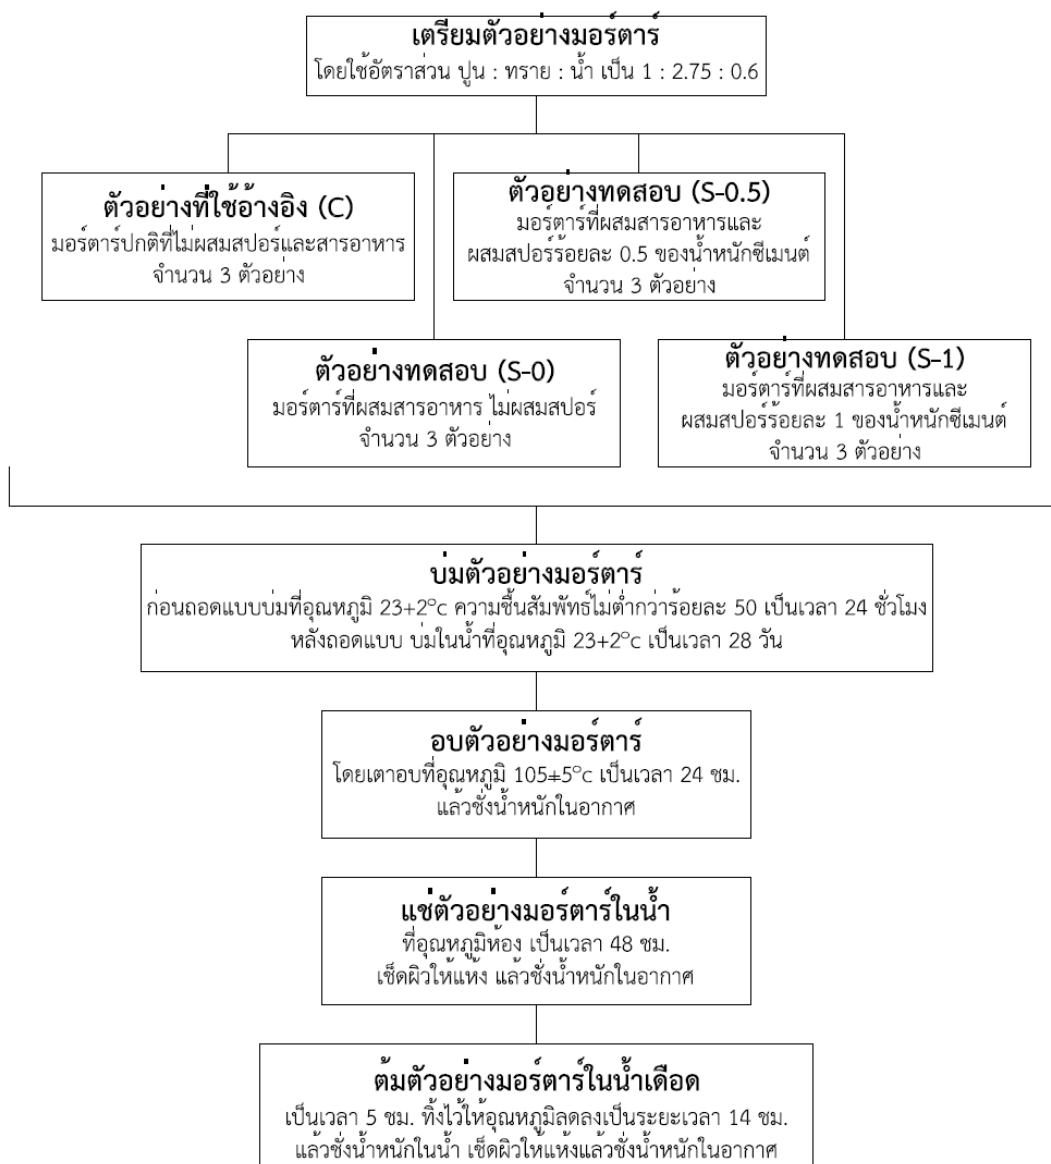 เตรียมตัวอย่างมอร์ตาร์
โดยใช้อัตราส่วน ปูน : ทราย : น้ำ เป็น 1 : 2.75 : 0.6
ตัวอย่างที่ใช้อ้างอิง (C)
มอร์ตาร์ปกติที่ไม่ผสมสปอร์และสารอาหาร
จำนวน 3 ตัวอย่าง
ตัวอย่างทดสอบ (S-0.5)
มอร์ตาร์ที่ผสมสารอาหารและ
ผสมสปอร์ร้อยละ 0.5 ของน้ำหนักซีเมนต์
จำนวน 3 ตัวอย่าง
ตัวอย่างทดสอบ (S-0)
มอร์ตาร์ที่ผสมสารอาหาร ไม่ผสมสปอร์
จำนวน 3 ตัวอย่าง
ตัวอย่างทดสอบ (S-1)
มอร์ตาร์ที่ผสมสารอาหารและ
ผสมสปอร์ร้อยละ 1 ของน้ำหนักซีเมนต์
จำนวน 3 ตัวอย่าง
บ่มตัวอย่างมอร์ตาร์
ก่อนถอดแบบบ่มที่อุณหภูมิ 23+2°c ความชื้นสัมพัทธ์ไม่ต่ำกว่าร้อยละ 50 เป็นเวลา 24 ชั่วโมง
หลังถอดแบบ บ่มในน้ำที่อุณหภูมิ 23+2°c เป็นเวลา 28 วัน
อบตัวอย่างมอร์ตาร์
โดยเตาอบที่อุณหภูมิ 105±5°c เป็นเวลา 24 ชม.
แล้วชั่งน้ำหนักในอากาศ
แช่ตัวอย่างมอร์ตาร์ในน้ำ
ที่อุณหภูมิห้อง เป็นเวลา 48 ชม.
เช็ดผิวให้แห้ง แล้วชั่งน้ำหนักในอากาศ
ต้มตัวอย่างมอร์ตาร์ในน้ำเดือด
เป็นเวลา 5 ชม. ทิ้งไว้ให้อุณหภูมิลดลงเป็นระยะเวลา 14 ชม.
แล้วชั่งน้ำหนักในน้ำ เช็ดผิวให้แห้งแล้วชั่งน้ำหนักในอากาศ